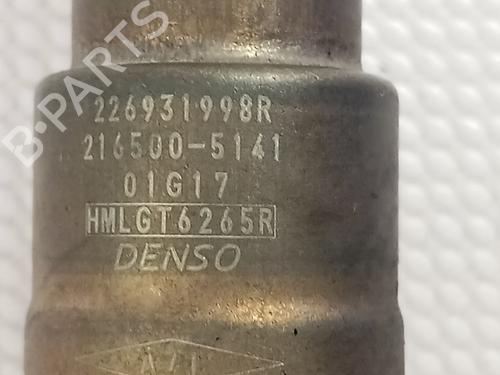 B-PARTS
226931998R
216500-5141
01G17
HMLGT6265R
DENSO